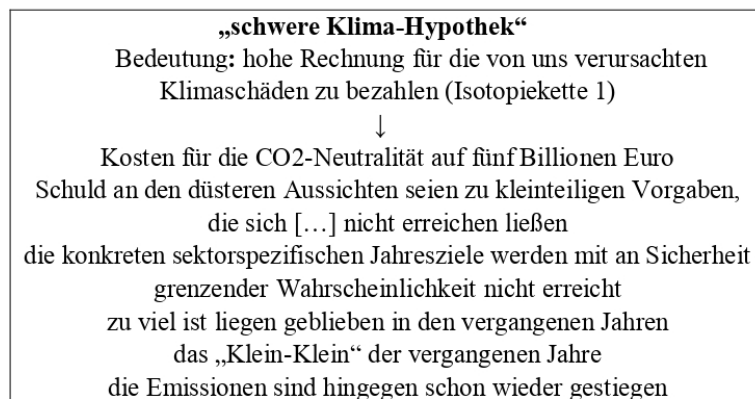 „schwere Klima-Hypothek“
Bedeutung: hohe Rechnung für die von uns verursachten
Klimaschäden zu bezahlen (Isotopiekette 1)
↓
Kosten für die CO2-Neutralität auf fünf Billionen Euro
Schuld an den düsteren Aussichten seien zu kleinteiligen Vorgaben,
die sich […] nicht erreichen ließen
die konkreten sektorspezifischen Jahresziele werden mit an Sicherheit
grenzender Wahrscheinlichkeit nicht erreicht
zu viel ist liegen geblieben in den vergangenen Jahren
das „Klein-Klein“ der vergangenen Jahre
die Emissionen sind hingegen schon wieder gestiegen